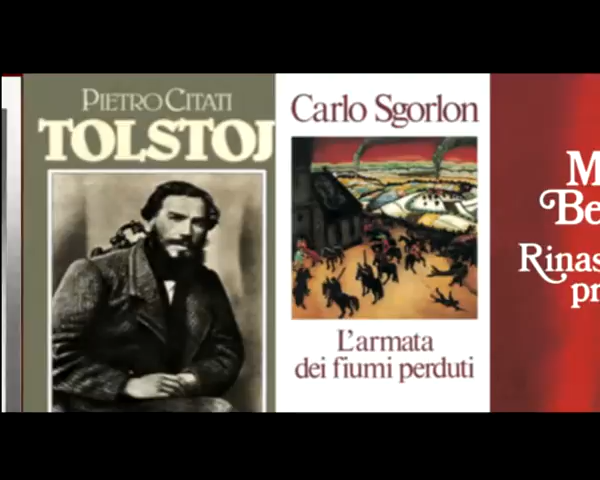 PIETRO CITATI
TOLSTOJ
Carlo Sgorlon
L'armata
dei fiumi perduti